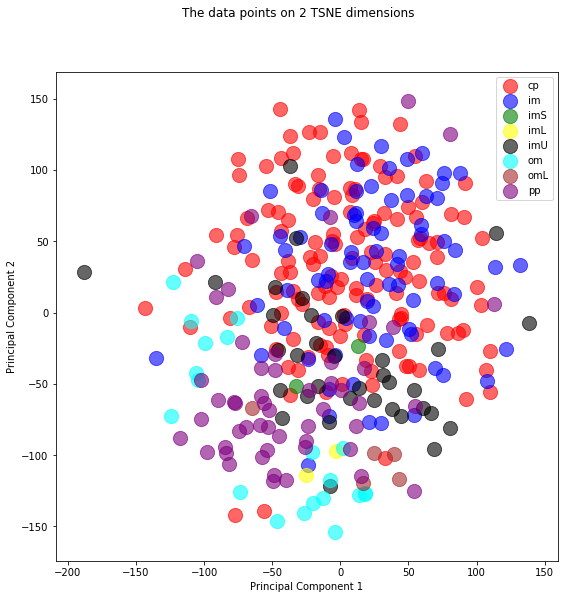 The data points on 2 TSNE dimensions
cp
im
imS
imL
imU
om
omL
pp
150
100
50
0
−50
−100
−150
Principal Component 2
−200
−150
−100
−50
0
50
100
150
Principal Component 1